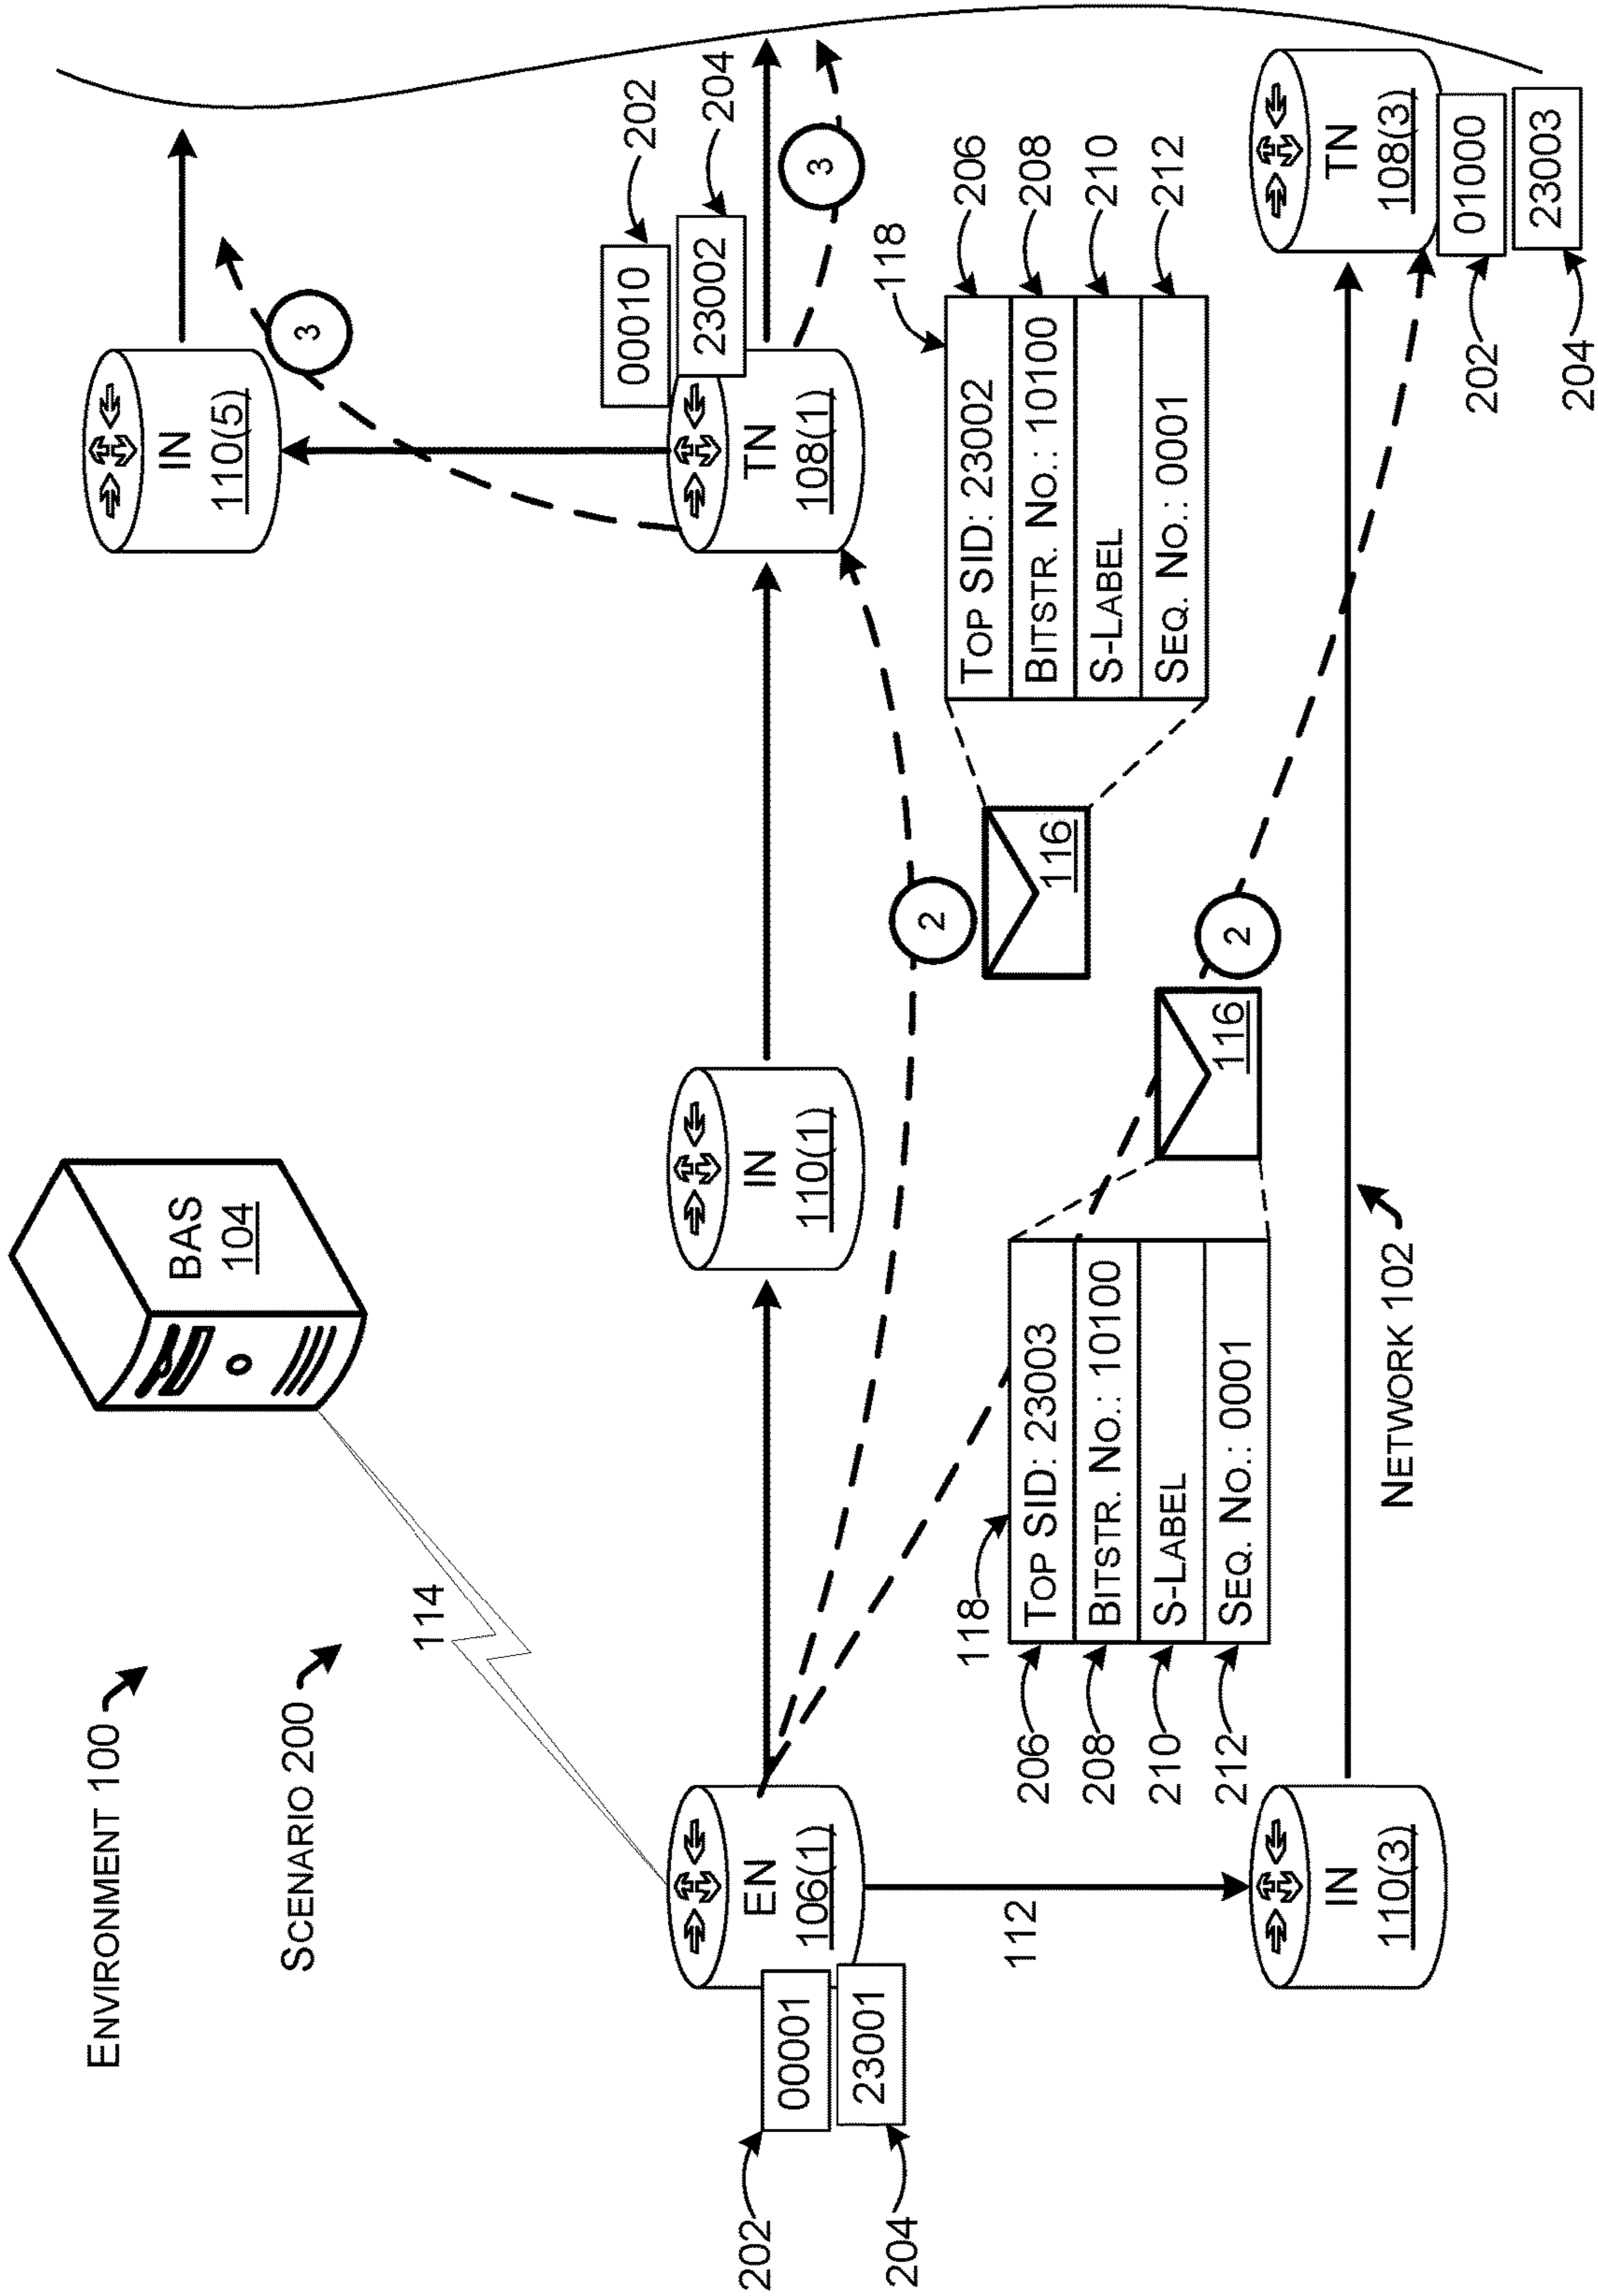 ENVIRONMENT 100
SCENARIO 200
BAS
104
114
IN
110(5)
3
00010
202
23002
204
202
00001
204
23001
EN
106(1)
IN
110(1)
TN
108(1)
3
112
2
116
118
TOP SID: 23002
206
BITSTR. NO.: 10100
208
S-LABEL
210
SEQ. NO.: 0001
212
118
206
TOP SID: 23003
208
BITSTR. NO.: 10100
210
S-LABEL
212
SEQ. NO.: 0001
116
2
IN
110(3)
NETWORK 102
TN
108(3)
202
01000
204
23003